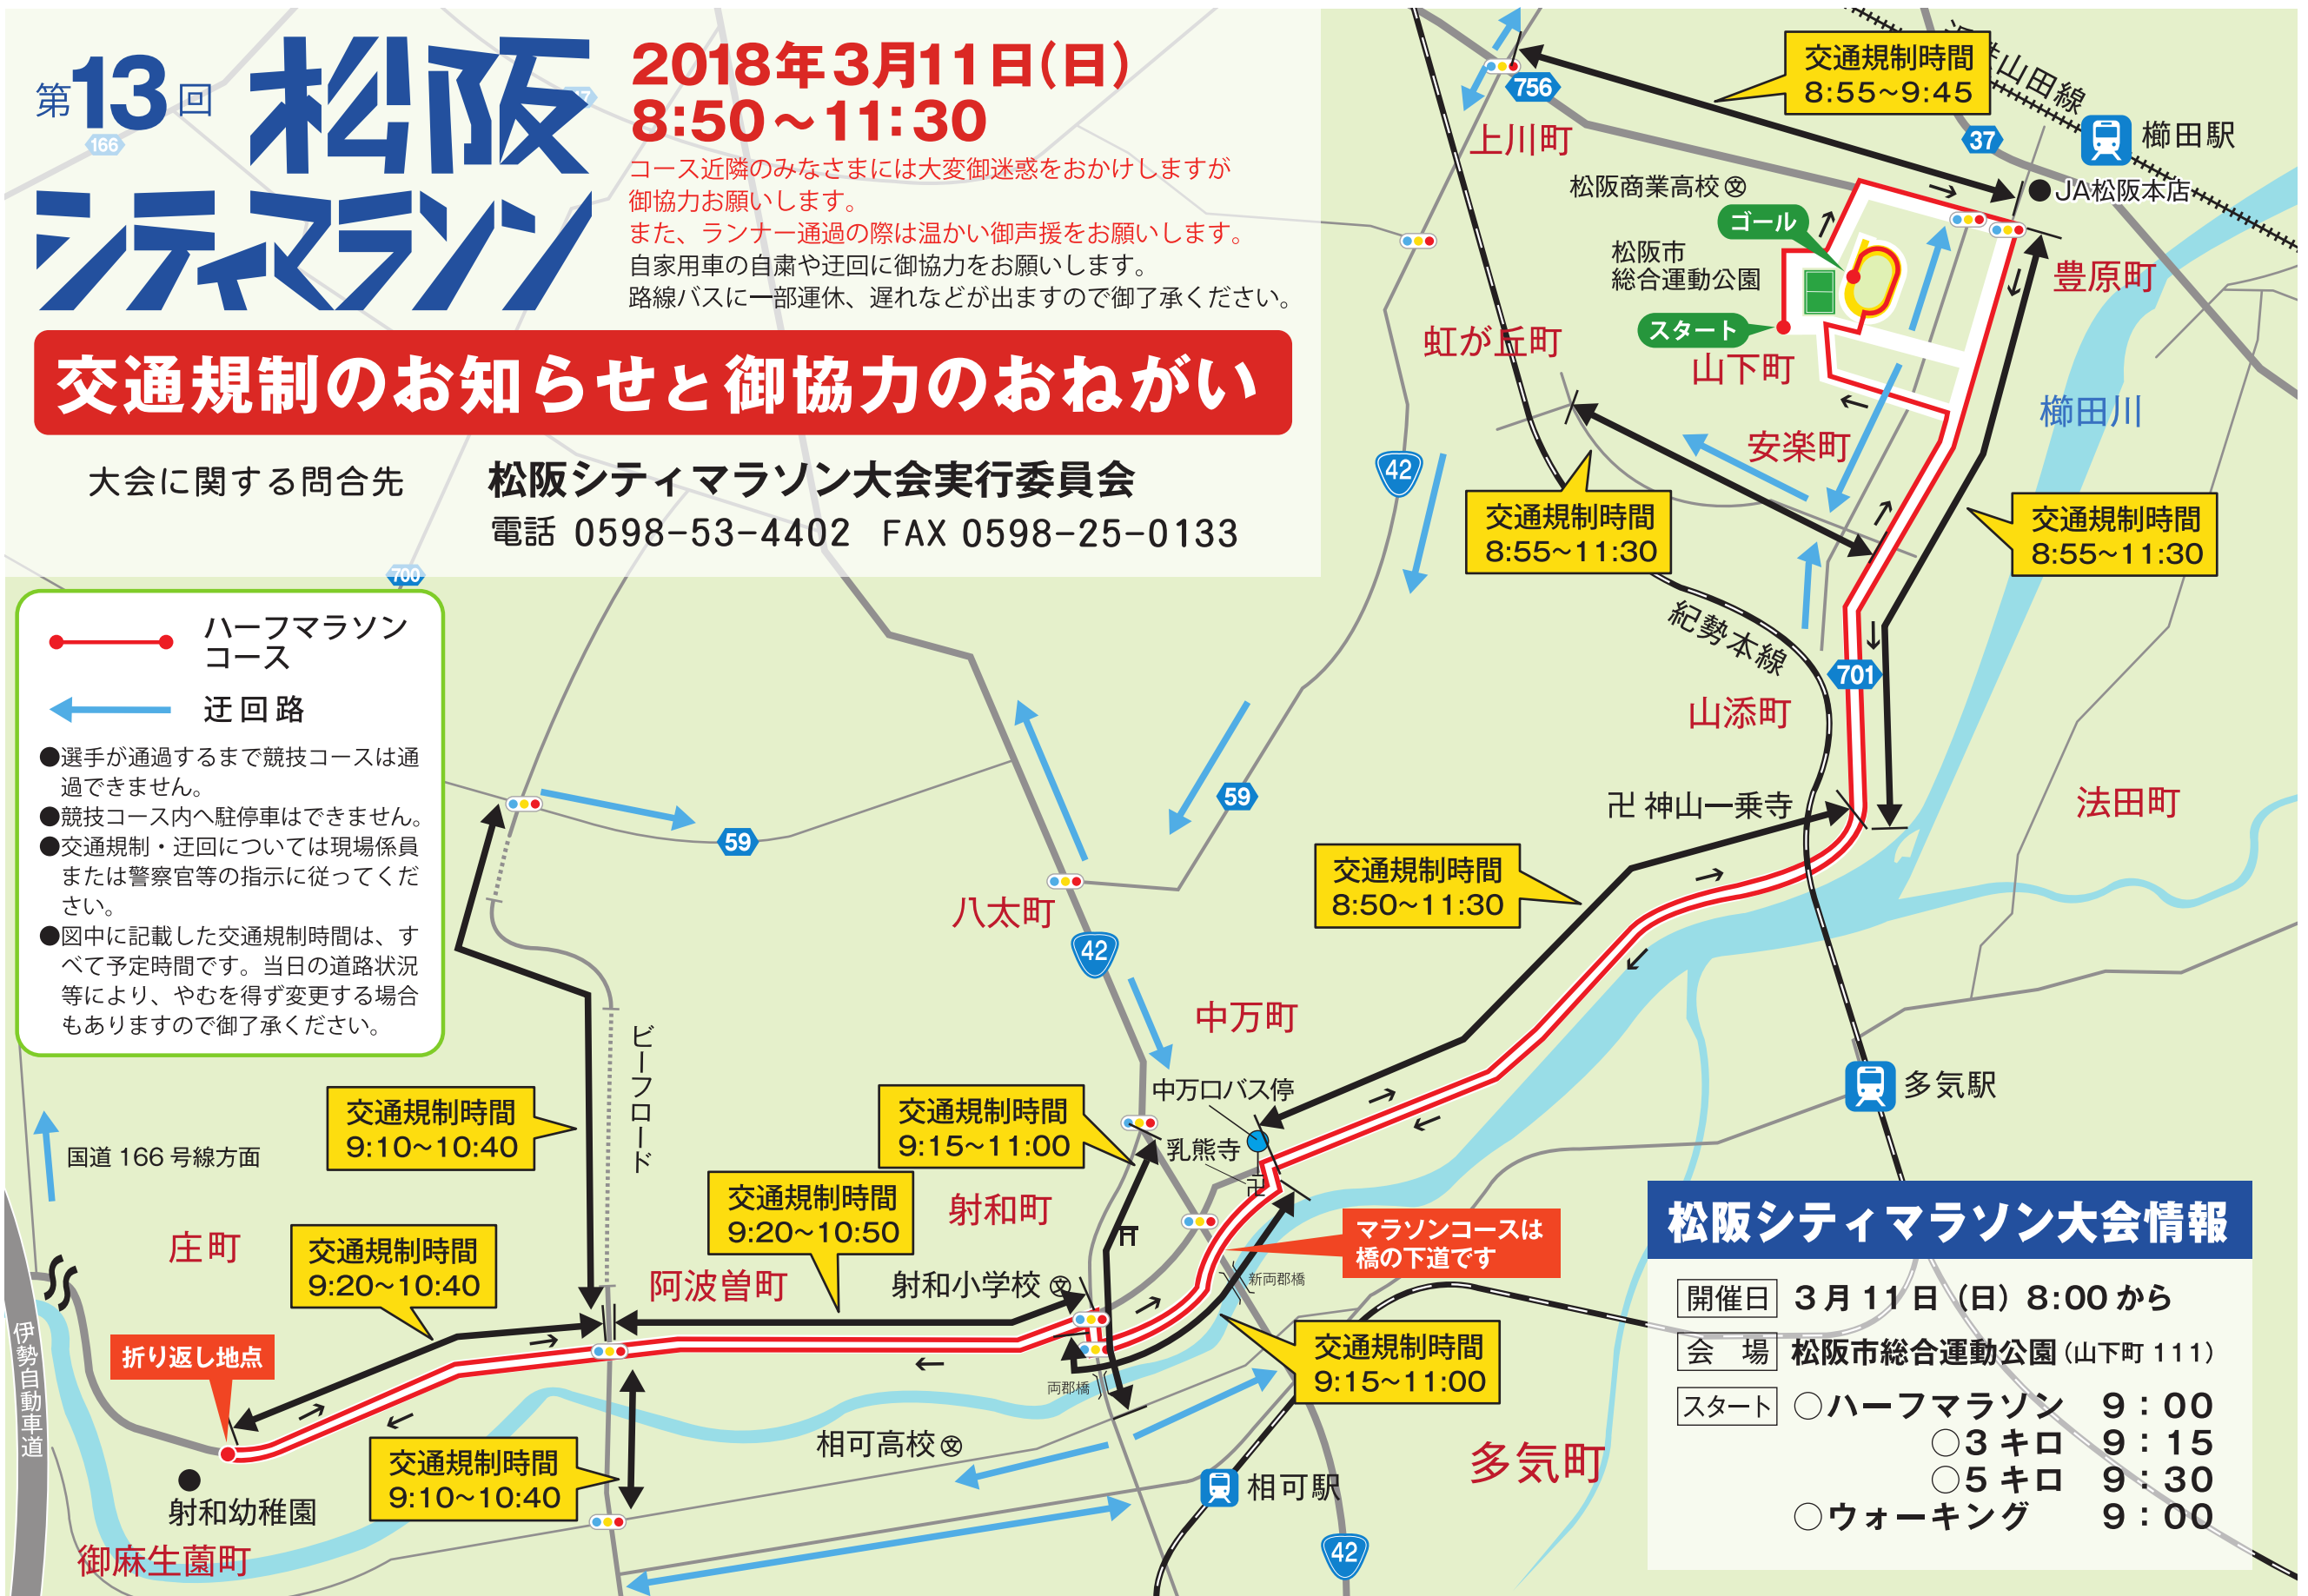 第13回 松阪
シティマラソン
2018年3月11日(日)
8:50～11:30
コース近隣のみなさまには大変御迷惑をおかけしますが
御協力お願いします。
また、ランナー通過の際は温かい御声援をお願いします。
自家用車の自粛や迂回に御協力をお願いします。
路線バスに一部運休、遅れなどが出ますので御了承ください。
交通規制のお知らせと御協力のおねがい
大会に関する問合先
松阪シティマラソン大会実行委員会
電話 0598-53-4402 FAX 0598-25-0133
166
700
ハーフマラソン
コース
迂回路
●選手が通過するまで競技コースは通
過できません。
●競技コース内へ駐停車はできません。
●交通規制・迂回については現場係員
または警察官等の指示に従ってくだ
さい。
●図中に記載した交通規制時間は、す
べて予定時間です。当日の道路状況
等により、やむを得ず変更する場合
もありますので御了承ください。
756
上川町
交通規制時間
8:55～9:45
山田線
37
櫛田駅
JA松阪本店
松阪商業高校
文
ゴール
松阪市
総合運動公園
スタート
豊原町
虹が丘町
山下町
櫛田川
安楽町
42
交通規制時間
8:55～11:30
交通規制時間
8:55～11:30
紀勢本線
701
山添町
卍 神山一乗寺
法田町
59
59
交通規制時間
8:50～11:30
八太町
42
中万町
中万口バス停
乳熊寺
卍
多気駅
ビーフロード
交通規制時間
9:10～10:40
交通規制時間
9:15～11:00
国道166号線方面
交通規制時間
9:20～10:50
射和町
庄町
交通規制時間
9:20～10:40
阿波曽町
射和小学校
文
マラソンコースは
橋の下道です
新両郡橋
伊勢自動車道
折り返し地点
両郡橋
交通規制時間
9:15～11:00
相可高校
文
交通規制時間
9:10～10:40
射和幼稚園
御麻生薗町
相可駅
多気町
42
松阪シティマラソン大会情報
開催日 3月11日(日)8:00から
会 場 松阪市総合運動公園(山下町111)
スタート ○ハーフマラソン 9:00
○3キロ 9:15
○5キロ 9:30
○ウォーキング 9:00